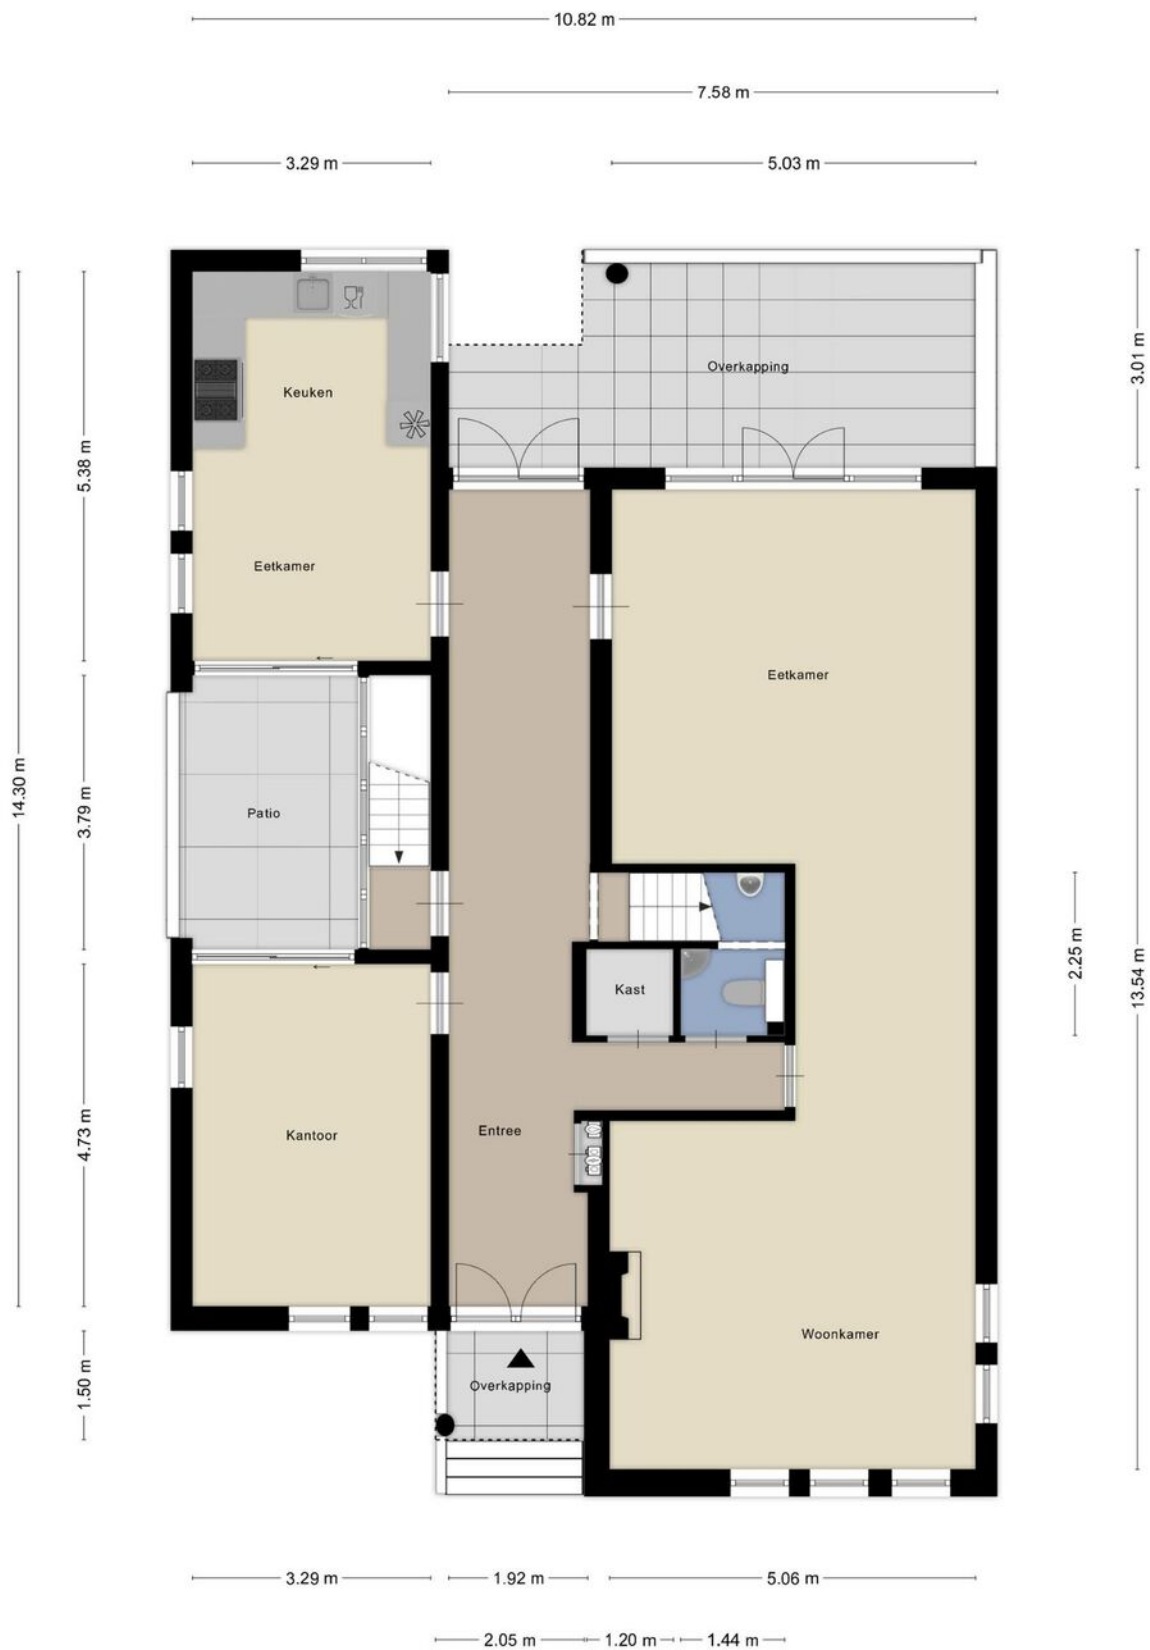 10.82 m
7.58 m
3.29 m
5.03 m
3.01 m
Overkapping
Keuken
5.38 m
Eetkamer
Eetkamer
14.30 m
3.79 m
Patio
2.25 m
13.54 m
Kast
4.73 m
Kantoor
Entree
Woonkamer
1.50 m
Overkapping
3.29 m
1.92 m
5.06 m
2.05 m
1.20 m
1.44 m